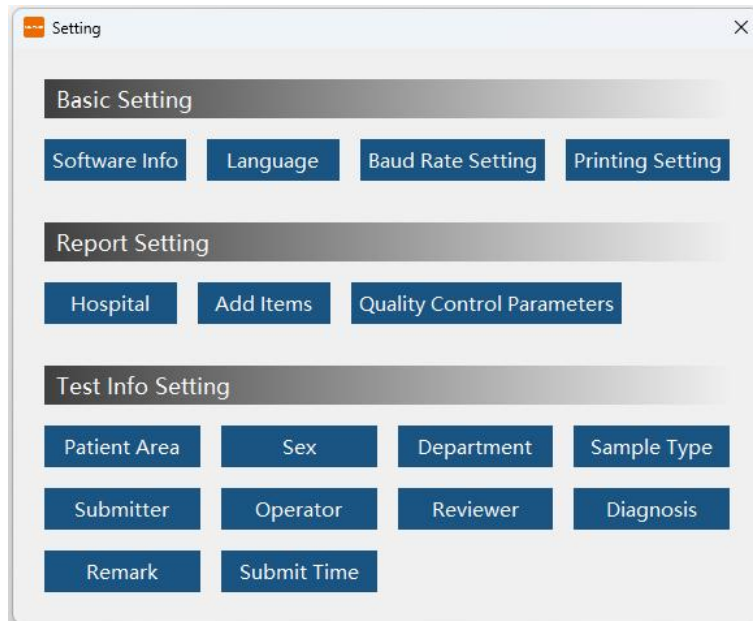 Setting
Basic Setting
Software Info Language Baud Rate Setting Printing Setting
Report Setting
Hospital Add Items Quality Control Parameters
Test Info Setting
Patient Area Sex Department Sample Type
Submitter Operator Reviewer Diagnosis
Remark Submit Time